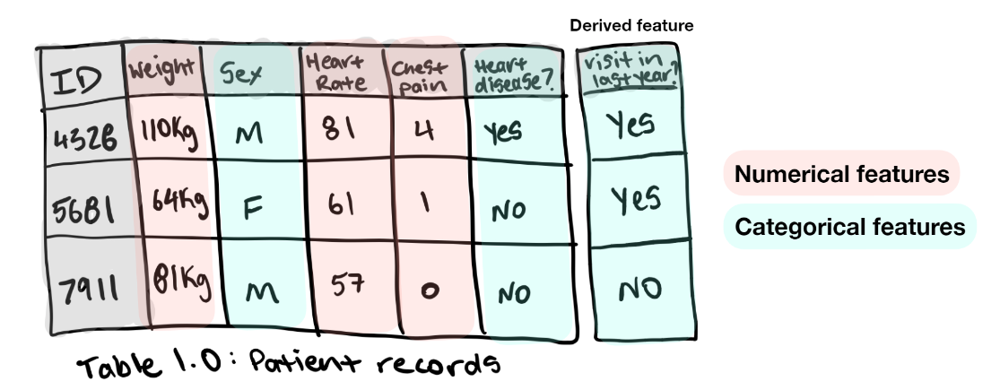 Derived feature
ID Weight Sex Heart Rate Chest pain Heart disease? visit in last year?
4326 110Kg M 81 4 Yes Yes
5681 64Kg F 61 1 NO Yes
7911 81Kg M 57 0 NO NO
Numerical features
Categorical features
Table 1.0: Patient records